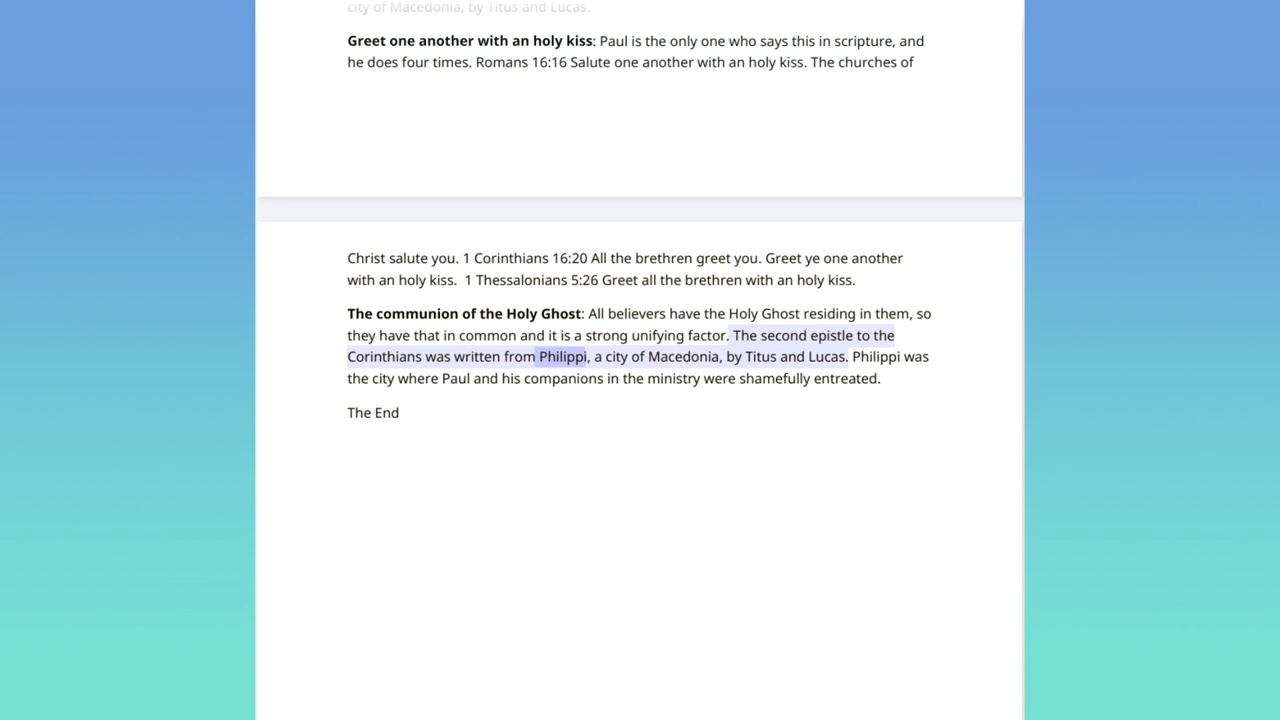 city of Macedonia, by Titus and Lucas.
Greet one another with an holy kiss: Paul is the only one who says this in scripture, and
he does four times. Romans 16:16 Salute one another with an holy kiss. The churches of
Christ salute you. 1 Corinthians 16:20 All the brethren greet you. Greet ye one another
with an holy kiss.  1 Thessalonians 5:26 Greet all the brethren with an holy kiss.
The communion of the Holy Ghost: All believers have the Holy Ghost residing in them, so
they have that in common and it is a strong unifying factor. The second epistle to the
Corinthians was written from Philippi, a city of Macedonia, by Titus and Lucas. Philippi was
the city where Paul and his companions in the ministry were shamefully entreated.
The End